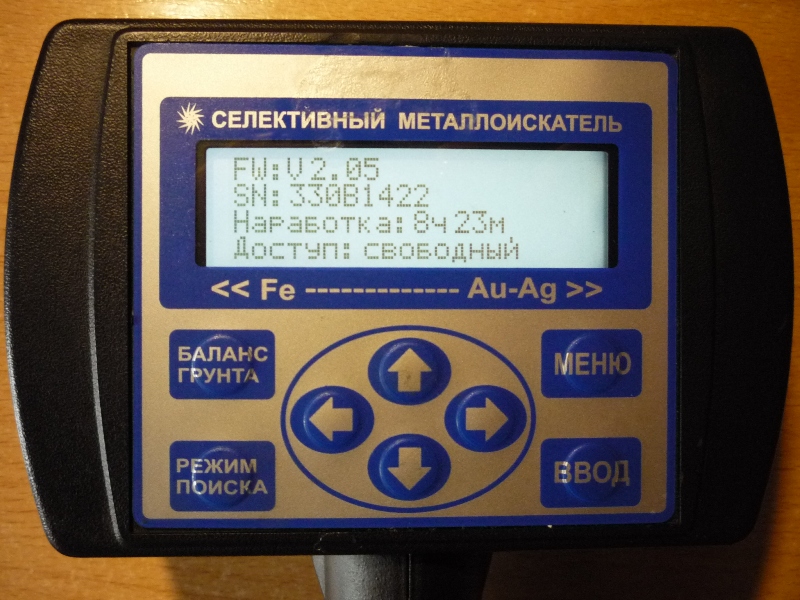 СЕЛЕКТИВНЫЙ МЕТАЛЛОИСКАТЕЛЬ
FW:V2.05
SN:330B1422
Наработка:8ч23м
Доступ:свободный
<< Fe ------------- Au-Ag >>
БАЛАНС
ГРУНТА
МЕНЮ
РЕЖИМ
ПОИСКА
ВВОД